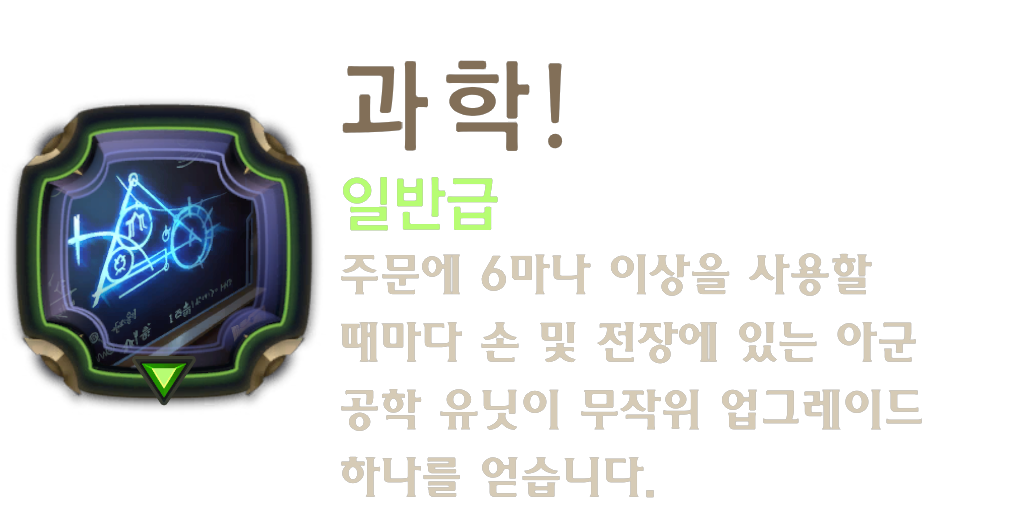 과학!
일반급
주문에 6마나 이상을 사용할
때마다 손 및 전장에 있는 아군
공학 유닛이 무작위 업그레이드
하나를 얻습니다.